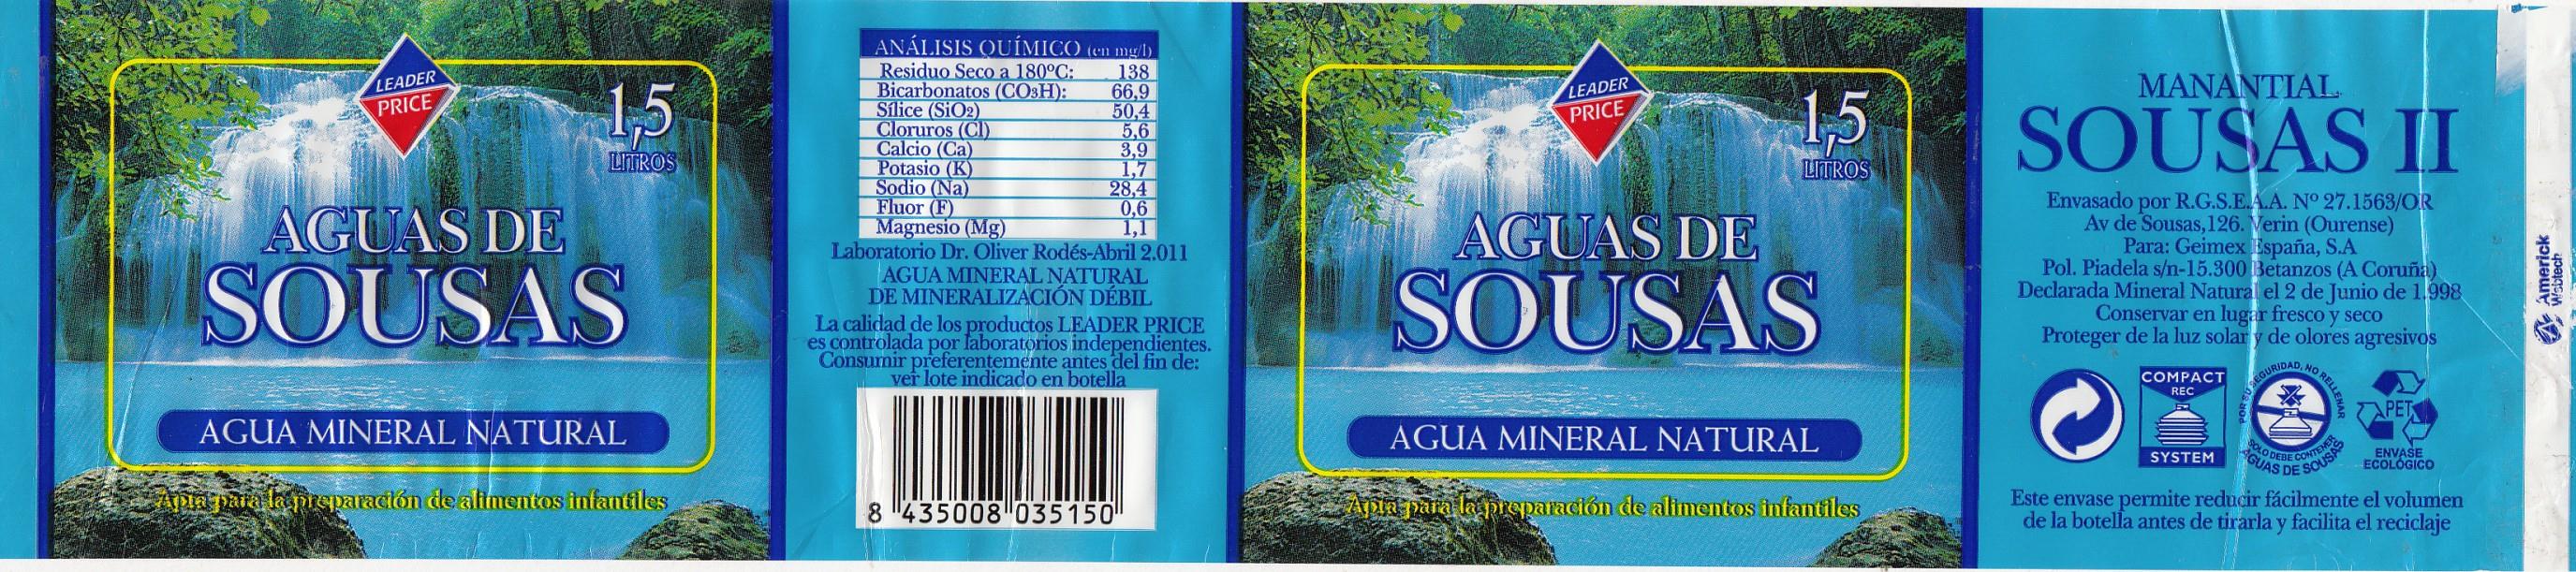 LEADER
PRICE
1,5
LITROS
AGUAS DE
SOUSAS
AGUA MINERAL NATURAL
Apta para la preparación de alimentos infantiles
ANÁLISIS QUÍMICO (en mg/l)
Residuo Seco a 180ºC: 138
Bicarbonatos (CO3H): 66,9
Sílice (SiO2) 50,4
Cloruros (Cl) 5,6
Calcio (Ca) 3,9
Potasio (K) 1,7
Sodio (Na) 28,4
Fluor (F) 0,6
Magnesio (Mg) 1,1
Laboratorio Dr. Oliver Rodés-Abril 2.011
AGUA MINERAL NATURAL
DE MINERALIZACIÓN DÉBIL
La calidad de los productos LEADER PRICE
es controlada por laboratorios independientes.
Consumir preferentemente antes del fin de:
ver lote indicado en botella
8 435008 035150
LEADER
PRICE
1,5
LITROS
AGUAS DE
SOUSAS
AGUA MINERAL NATURAL
Apta para la preparación de alimentos infantiles
MANANTIAL
SOUSAS II
Envasado por R.G.S.E.A.A. Nº 27.1563/OR
Av de Sousas,126. Verin (Ourense)
Para: Geimex España, S.A
Pol. Piadela s/n-15.300 Betanzos (A Coruña)
Declarada Mineral Natural el 2 de Junio de 1.998
Conservar en lugar fresco y seco
Proteger de la luz solar y de olores agresivos
COMPACT
REC
SYSTEM
POR SU SEGURIDAD, NO RELLENAR
SOLO DEBE CONTENER
AGUAS DE SOUSAS
PET
ENVASE
ECOLÓGICO
Este envase permite reducir fácilmente el volumen
de la botella antes de tirarla y facilita el reciclaje
Americk
Webtech